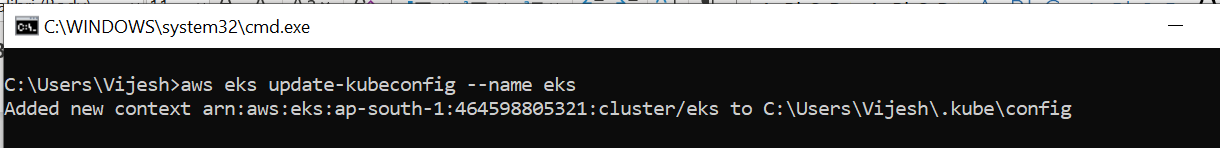 C:\WINDOWS\system32\cmd.exe
C:\Users\Vijesh>aws eks update-kubeconfig --name eks
Added new context arn:aws:eks:ap-south-1:464598805321:cluster/eks to C:\Users\Vijesh\.kube\config